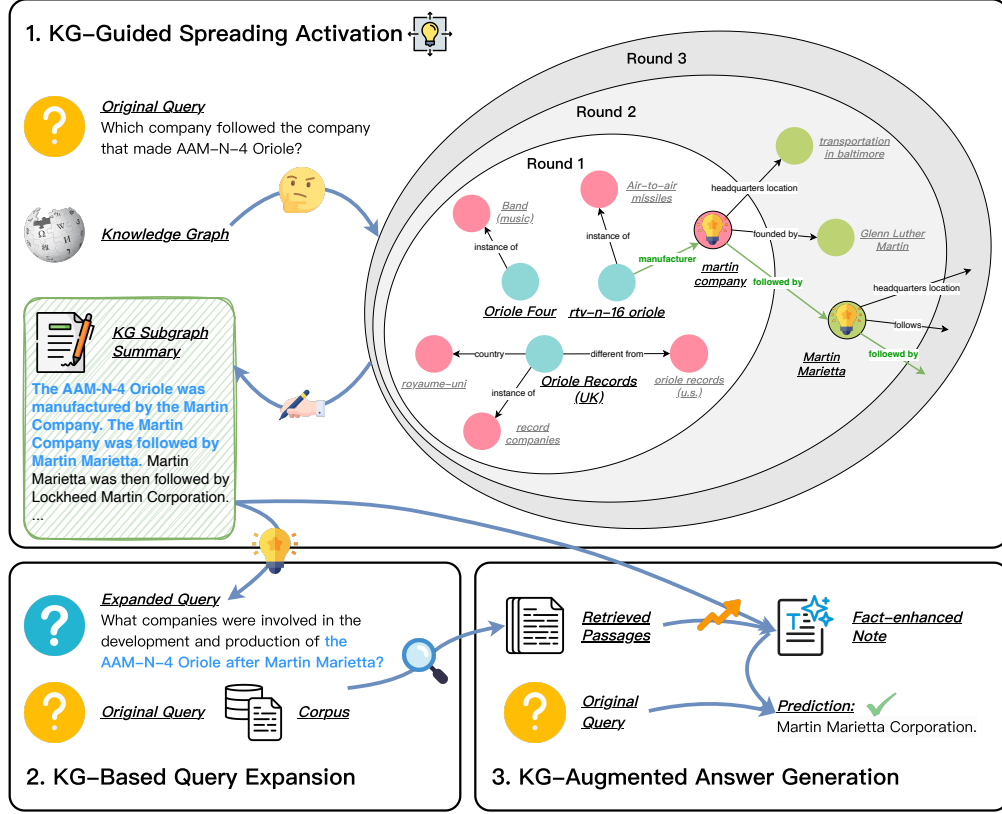 1. KG-Guided Spreading Activation
Original Query
Which company followed the company
that made AAM-N-4 Oriole?
Knowledge Graph
KG Subgraph
Summary
The AAM-N-4 Oriole was
manufactured by the Martin
Company. The Martin
Company was followed by
Martin Marietta. Martin
Marietta was then followed by
Lockheed Martin Corporation.
...
Round 3
Round 2
Round 1
Band
(music)
instance of
Oriole Four
Air-to-air
missiles
instance of
rtv-n-16 oriole
manufacturer
martin
company
headquarters location
transportation
in baltimore
founded by
Glenn Luther
Martin
followed by
Martin
Marietta
headquarters location
follows
folloewd by
country
royaume-uni
different from
oriole records
(u.s.)
Oriole Records
(UK)
instance of
record
companies
Expanded Query
What companies were involved in the
development and production of the
AAM-N-4 Oriole after Martin Marietta?
Original Query
Corpus
2. KG-Based Query Expansion
Retrieved
Passages
Fact-enhanced
Note
T
Original
Query
Prediction:
Martin Marietta Corporation.
3. KG-Augmented Answer Generation